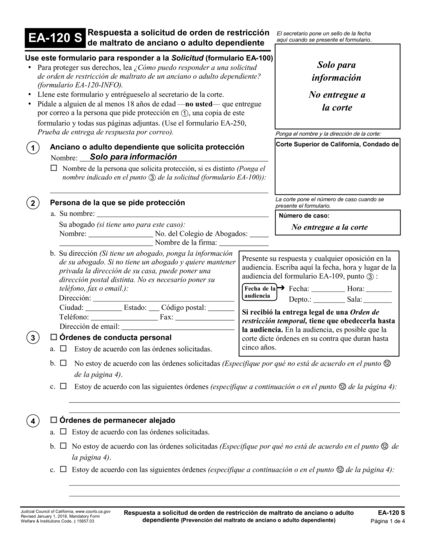 EA-120 S
Respuesta a solicitud de orden de restricción
de maltrato de anciano o adulto dependiente
El secretario pone un sello de la fecha
aquí cuando se presente el formulario.
Use este formulario para responder a la Solicitud (formulario EA-100)
• Para proteger sus derechos, lea ¿Cómo puedo responder a una solicitud
de orden de restricción de maltrato de un anciano o adulto dependiente?
(formulario EA-120-INFO).
• Llene este formulario y entrégueselo al secretario de la corte.
• Pídale a alguien de al menos 18 años de edad —no usted— que entregue
por correo a la persona que pide protección en ①, una copia de este
formulario y todas sus páginas adjuntas. (Use el formulario EA-250,
Prueba de entrega de respuesta por correo).
Solo para
información
No entregue a
la corte
Ponga el nombre y la dirección de la corte:
Corte Superior de California, Condado de
1 Anciano o adulto dependiente que solicita protección
Nombre: Solo para información
☐ Nombre de la persona que solicita protección, si es distinto (Ponga el
nombre indicado en el punto ③ de la solicitud (formulario EA-100)):
La corte pone el número de caso cuando se
presente el formulario.
Número de caso:
No entregue a la corte
2 Persona de la que se pide protección
a. Su nombre:
Su abogado (si tiene uno para este caso):
Nombre: No. del Colegio de Abogados:
Nombre de la firma:
b. Su dirección (Si tiene un abogado, ponga la información
de su abogado. Si no tiene un abogado y quiere mantener
privada la dirección de su casa, puede poner una
dirección postal distinta. No es necesario poner su
teléfono, fax o email.):
Dirección:
Ciudad: Estado: Código postal:
Teléfono: Fax:
Dirección de email:
Presente su respuesta y cualquier oposición en la
audiencia. Escriba aquí la fecha, hora y lugar de la
audiencia del formulario EA-109, punto ③ :
Fecha de la audiencia
Fecha: Hora:
Depto.: Sala:
Si recibió la entrega legal de una Orden de
restricción temporal, tiene que obedecerla hasta
la audiencia. En la audiencia, es posible que la
corte dicte órdenes en su contra que duran hasta
cinco años.
3 ☐ Órdenes de conducta personal
a. ☐ Estoy de acuerdo con las órdenes solicitadas.
b. ☐ No estoy de acuerdo con las órdenes solicitadas (Especifique por qué no está de acuerdo en el punto ⑫
de la página 4).
c. ☐ Estoy de acuerdo con las siguientes órdenes (especifique a continuación o en el punto ⑫ de la página 4):
4 ☐ Órdenes de permanecer alejado
a. ☐ Estoy de acuerdo con las órdenes solicitadas.
b. ☐ No estoy de acuerdo con las órdenes solicitadas (Especifique por qué no está de acuerdo en el punto ⑫ de
la página 4).
c. ☐ Estoy de acuerdo con las siguientes órdenes (especifique a continuación o en el punto ⑫ de la página 4):
Judicial Council of California, www.courts.ca.gov
Revised January 1, 2016, Mandatory Form
Welfare & Institutions Code, § 15657.03
Respuesta a solicitud de orden de restricción de maltrato de anciano o adulto
dependiente (Prevención del maltrato de anciano o adulto dependiente)
EA-120 S
Página 1 de 4